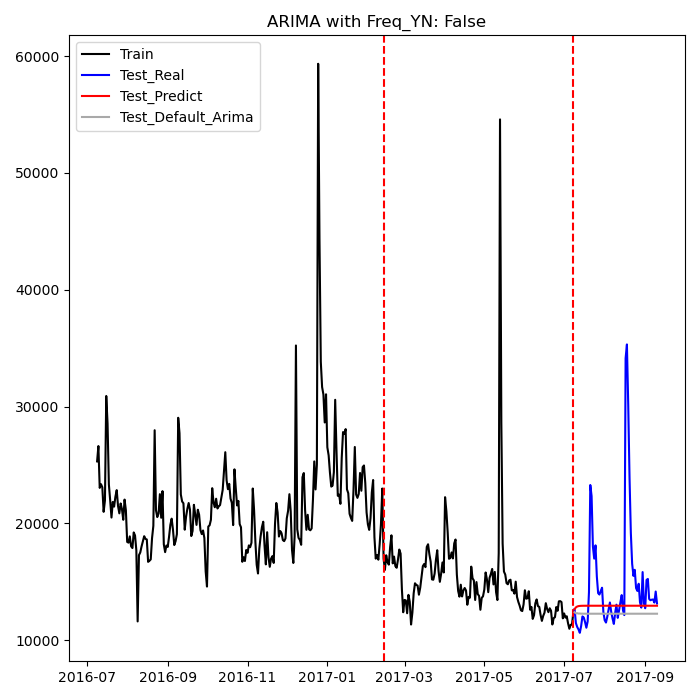 ARIMA with Freq_YN: False
Train
Test_Real
Test_Predict
Test_Default_Arima
60000
50000
40000
30000
20000
10000
2016-07 2016-09 2016-11 2017-01 2017-03 2017-05 2017-07 2017-09